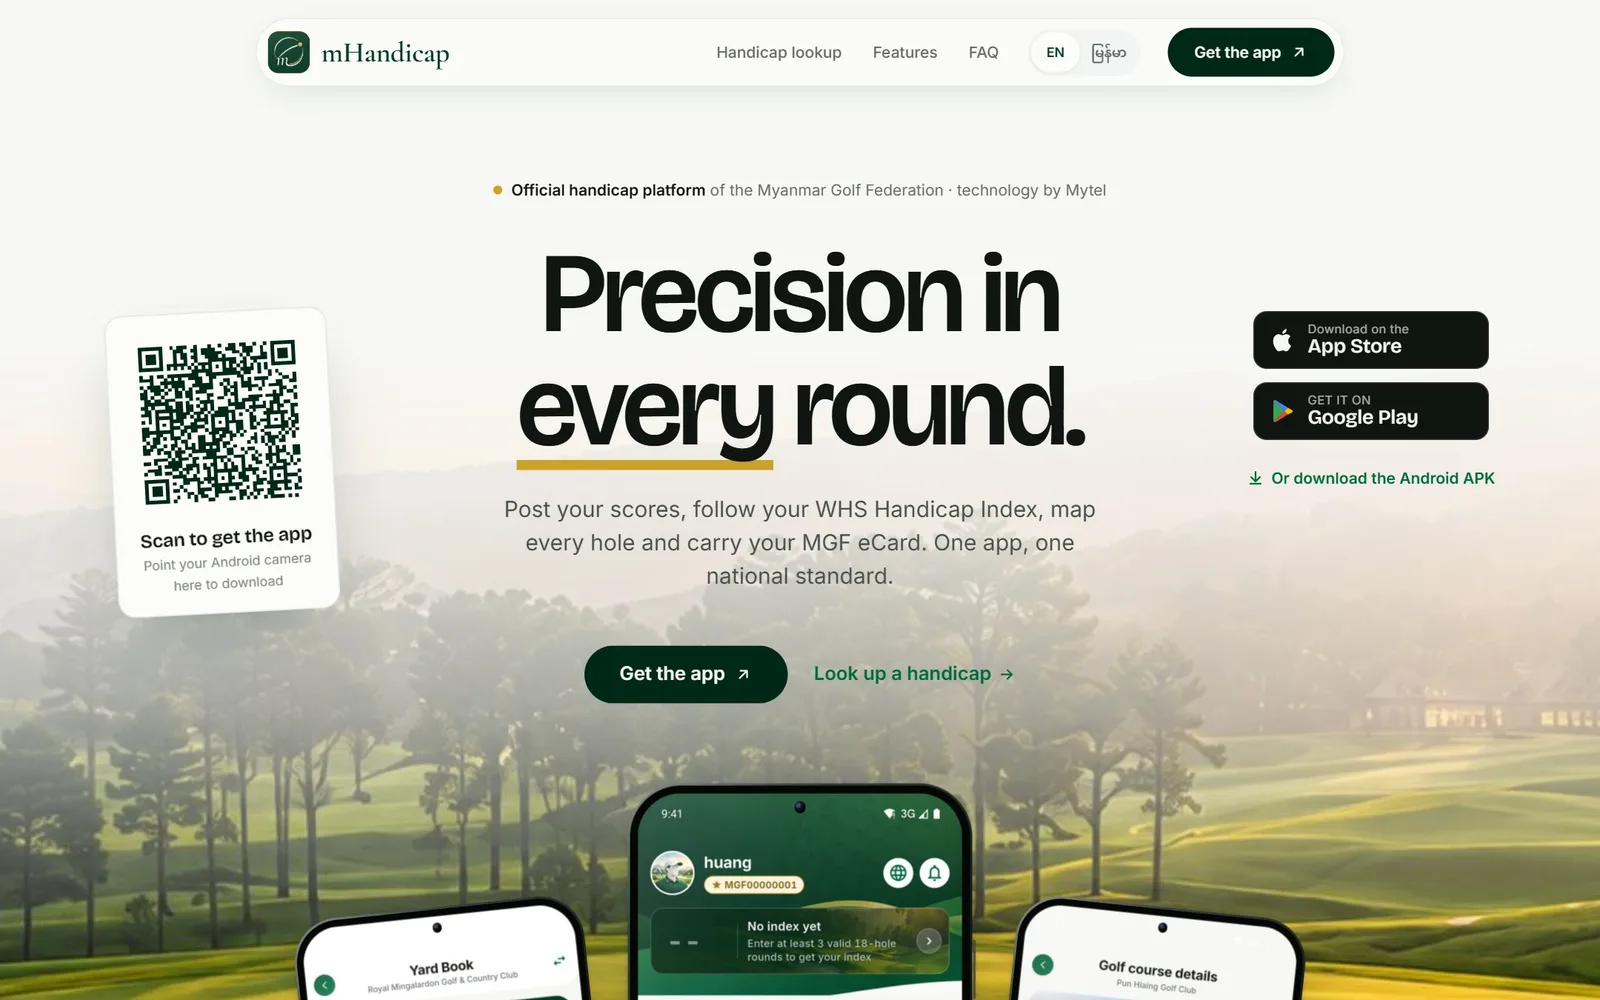 mHandicap
Handicap lookup
Features
FAQ
EN
မြန်မာ
Get the app
Official handicap platform of the Myanmar Golf Federation · technology by Mytel
Precision in
every round.
Scan to get the app
Point your Android camera
here to download
Download on the
App Store
GET IT ON
Google Play
Or download the Android APK
Post your scores, follow your WHS Handicap Index, map
every hole and carry your MGF eCard. One app, one
national standard.
Get the app
Look up a handicap
9:41
3G
huang
MGF00000001
No index yet
Enter at least 3 valid 18-hole
rounds to get your index
Yard Book
Royal Mingalardon Golf & Country Club
Golf course details
Pun Hlaing Golf Club